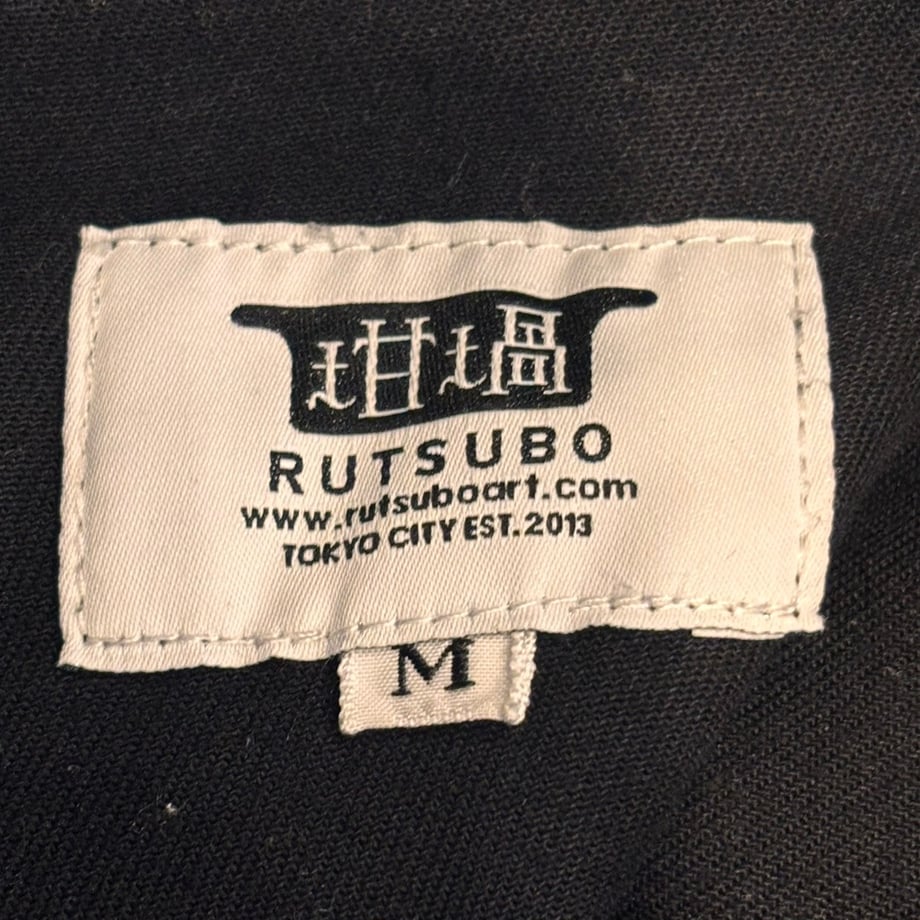 坩堝
RUTSUBO
www.rutsuboart.com
TOKYO CITY EST.2013
M